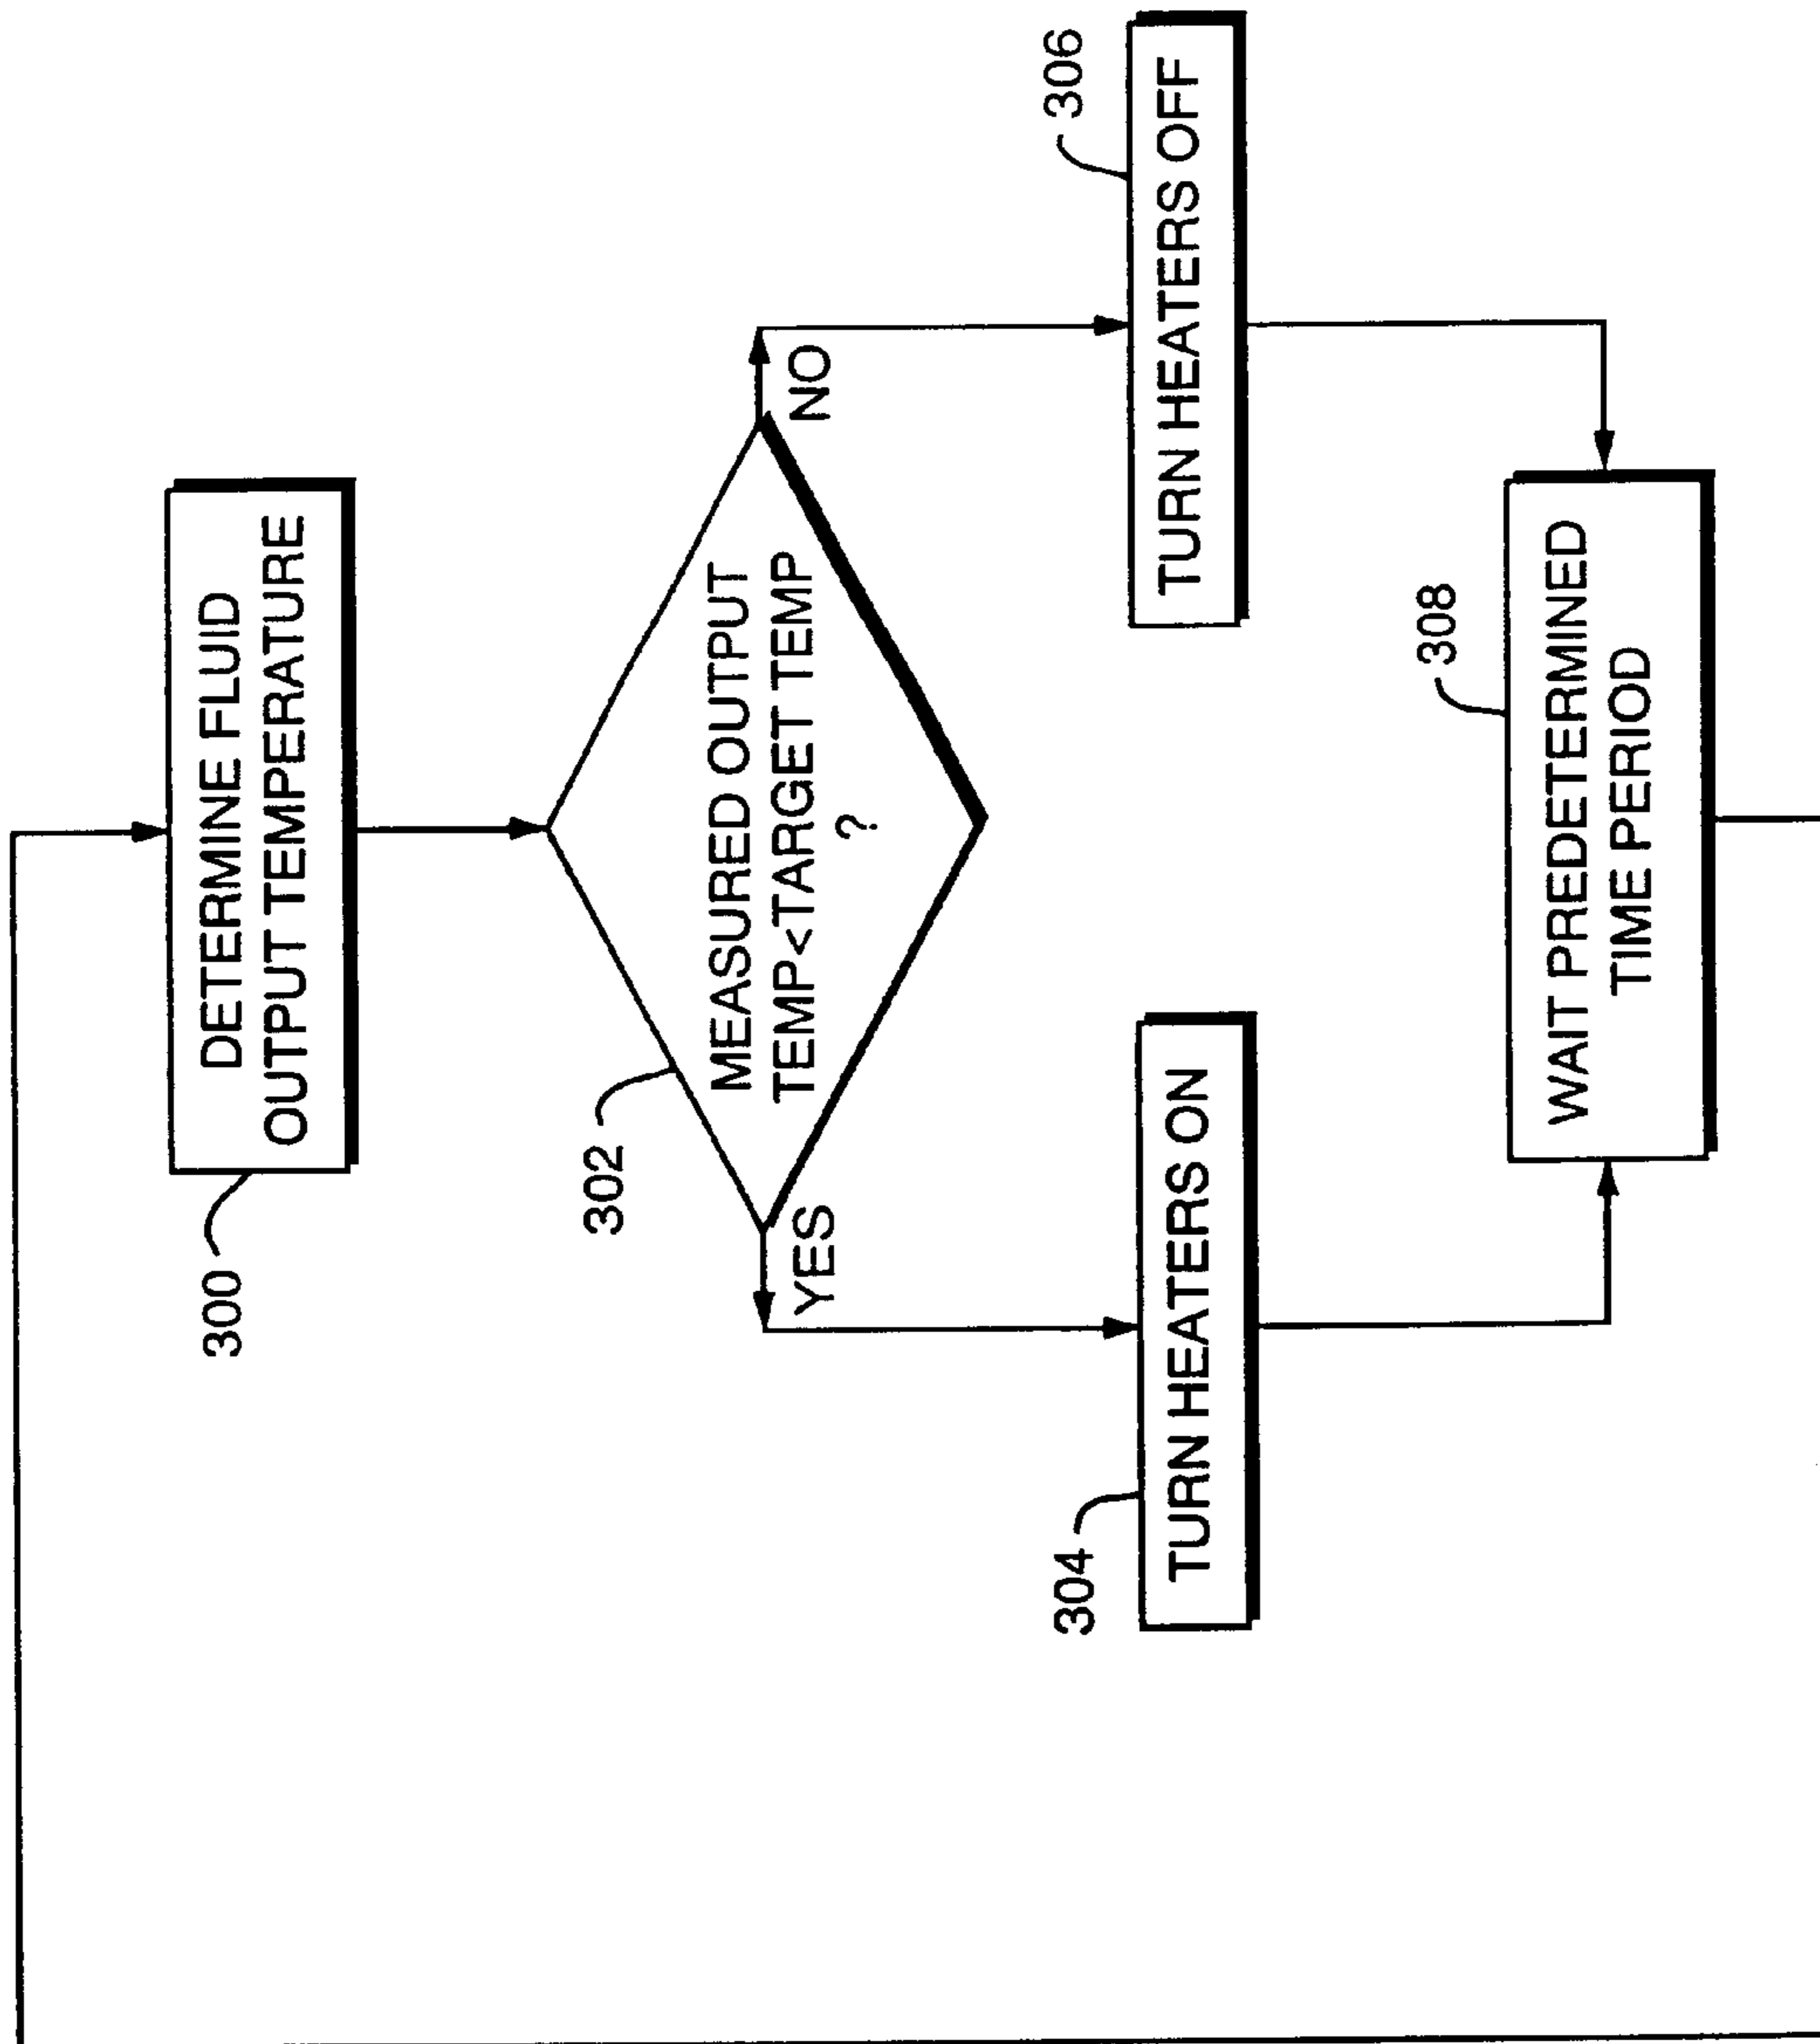 300
DETERMINE FLUID
OUTPUT TEMPERATURE
302
MEASURED OUTPUT
TEMP<TARGET TEMP
?
YES
NO
304
TURN HEATERS ON
306
TURN HEATERS OFF
308
WAIT PREDETERMINED
TIME PERIOD